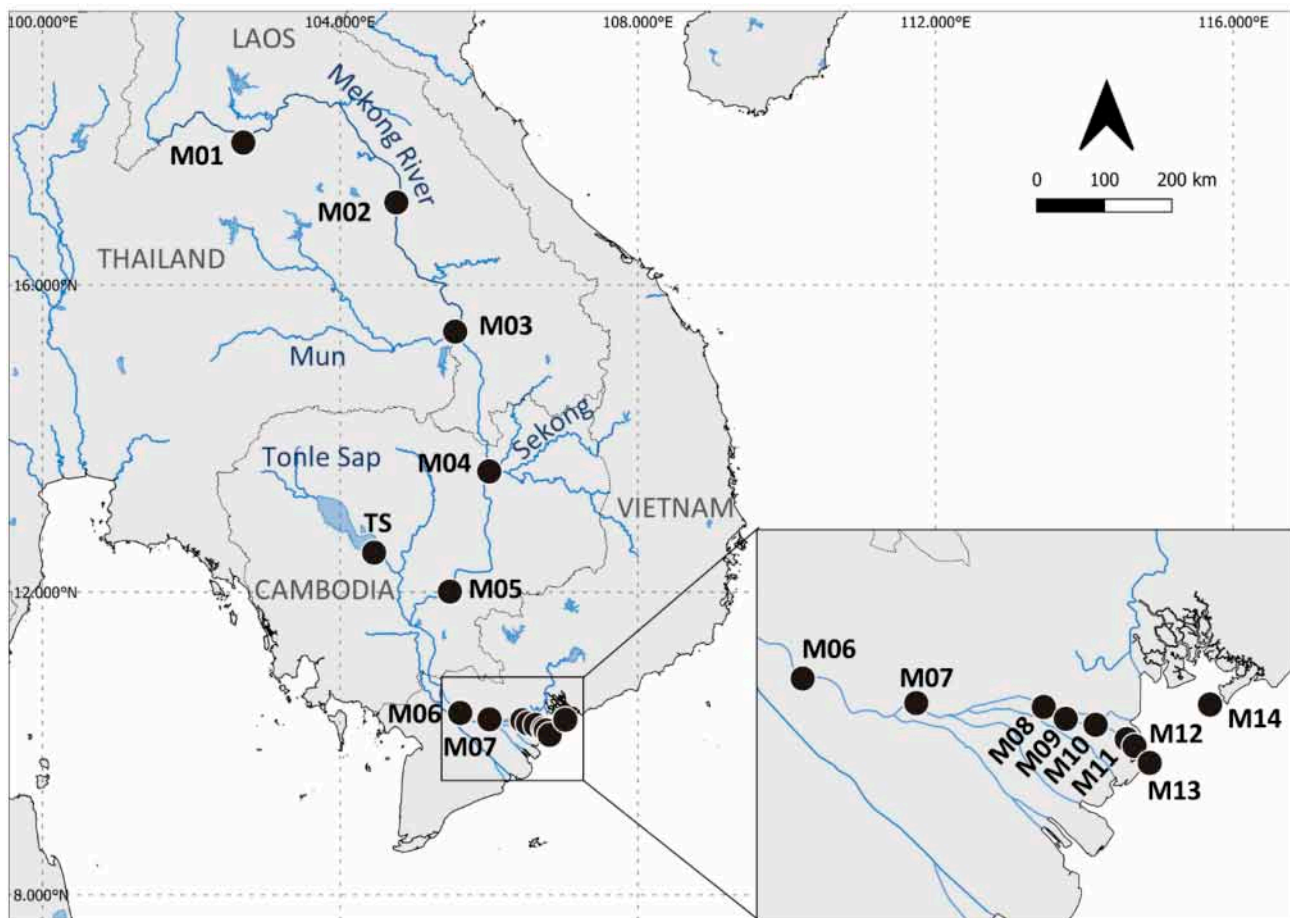 100.000°E
104.000°E
108.000°E
112.000°E
116.000°E
LAOS
Mekong River
M01
M02
0 100 200 km
THAILAND
16.000°N
M03
Mun
Sekong
Tonle Sap
M04
VIETNAM
TS
CAMBODIA
M05
12.000°N
M06
M07
8.000°N
M06
M07
M08
M09
M10
M11
M12
M13
M14